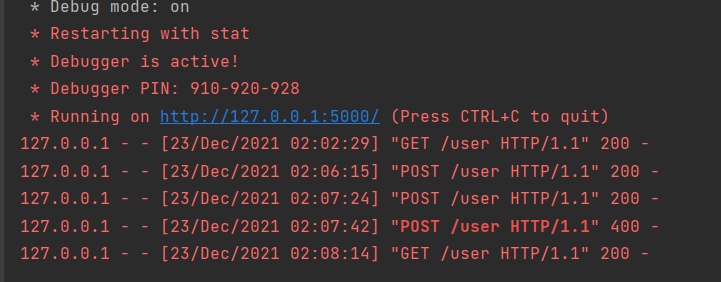 * Debug mode: on
* Restarting with stat
* Debugger is active!
* Debugger PIN: 910-920-928
* Running on http://127.0.0.1:5000/ (Press CTRL+C to quit)
127.0.0.1 - - [23/Dec/2021 02:02:29] "GET /user HTTP/1.1" 200 -
127.0.0.1 - - [23/Dec/2021 02:06:15] "POST /user HTTP/1.1" 200 -
127.0.0.1 - - [23/Dec/2021 02:07:24] "POST /user HTTP/1.1" 200 -
127.0.0.1 - - [23/Dec/2021 02:07:42] "POST /user HTTP/1.1" 400 -
127.0.0.1 - - [23/Dec/2021 02:08:14] "GET /user HTTP/1.1" 200 -